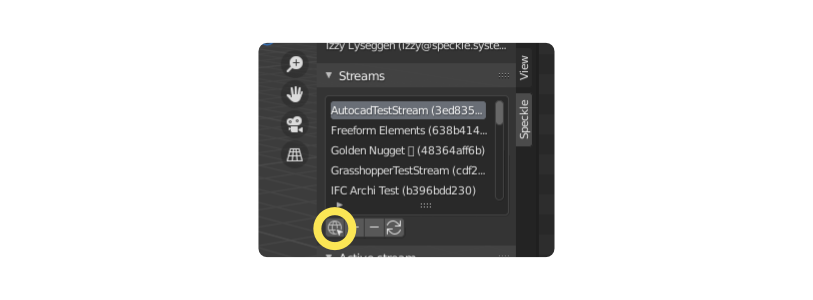 Izzy Lyseggen (izzy@speckle.syste...
Streams
AutocadTestStream (3ed835...
Freeform Elements (638b414...
Golden Nugget ▯ (48364aff6b)
GrasshopperTestStream (cdf2...
IFC Archi Test (b396bdd230)
Active stream
View
Speckle